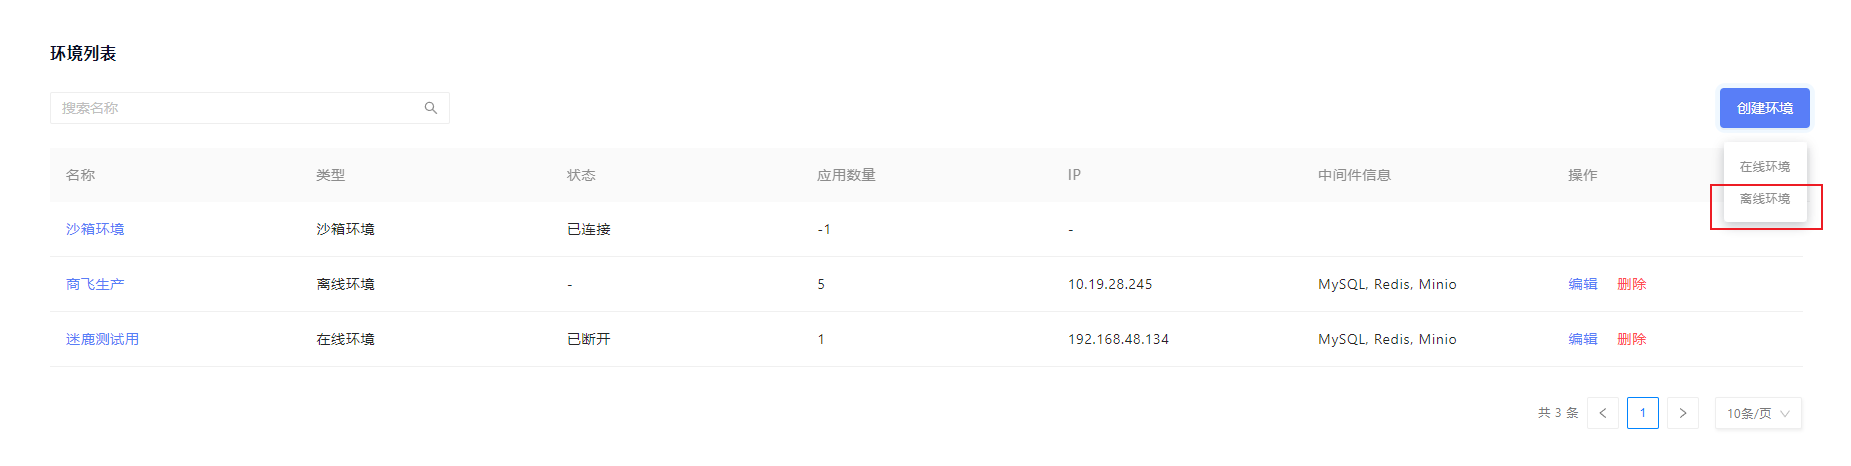 环境列表
搜索名称
创建环境
在线环境
离线环境
名称 类型 状态 应用数量 IP 中间件信息 操作
沙箱环境 沙箱环境 已连接 -1 -
商飞生产 离线环境 - 5 10.19.28.245 MySQL, Redis, Minio 编辑 删除
迷鹿测试用 在线环境 已断开 1 192.168.48.134 MySQL, Redis, Minio 编辑 删除
共 3 条 1 10条/页